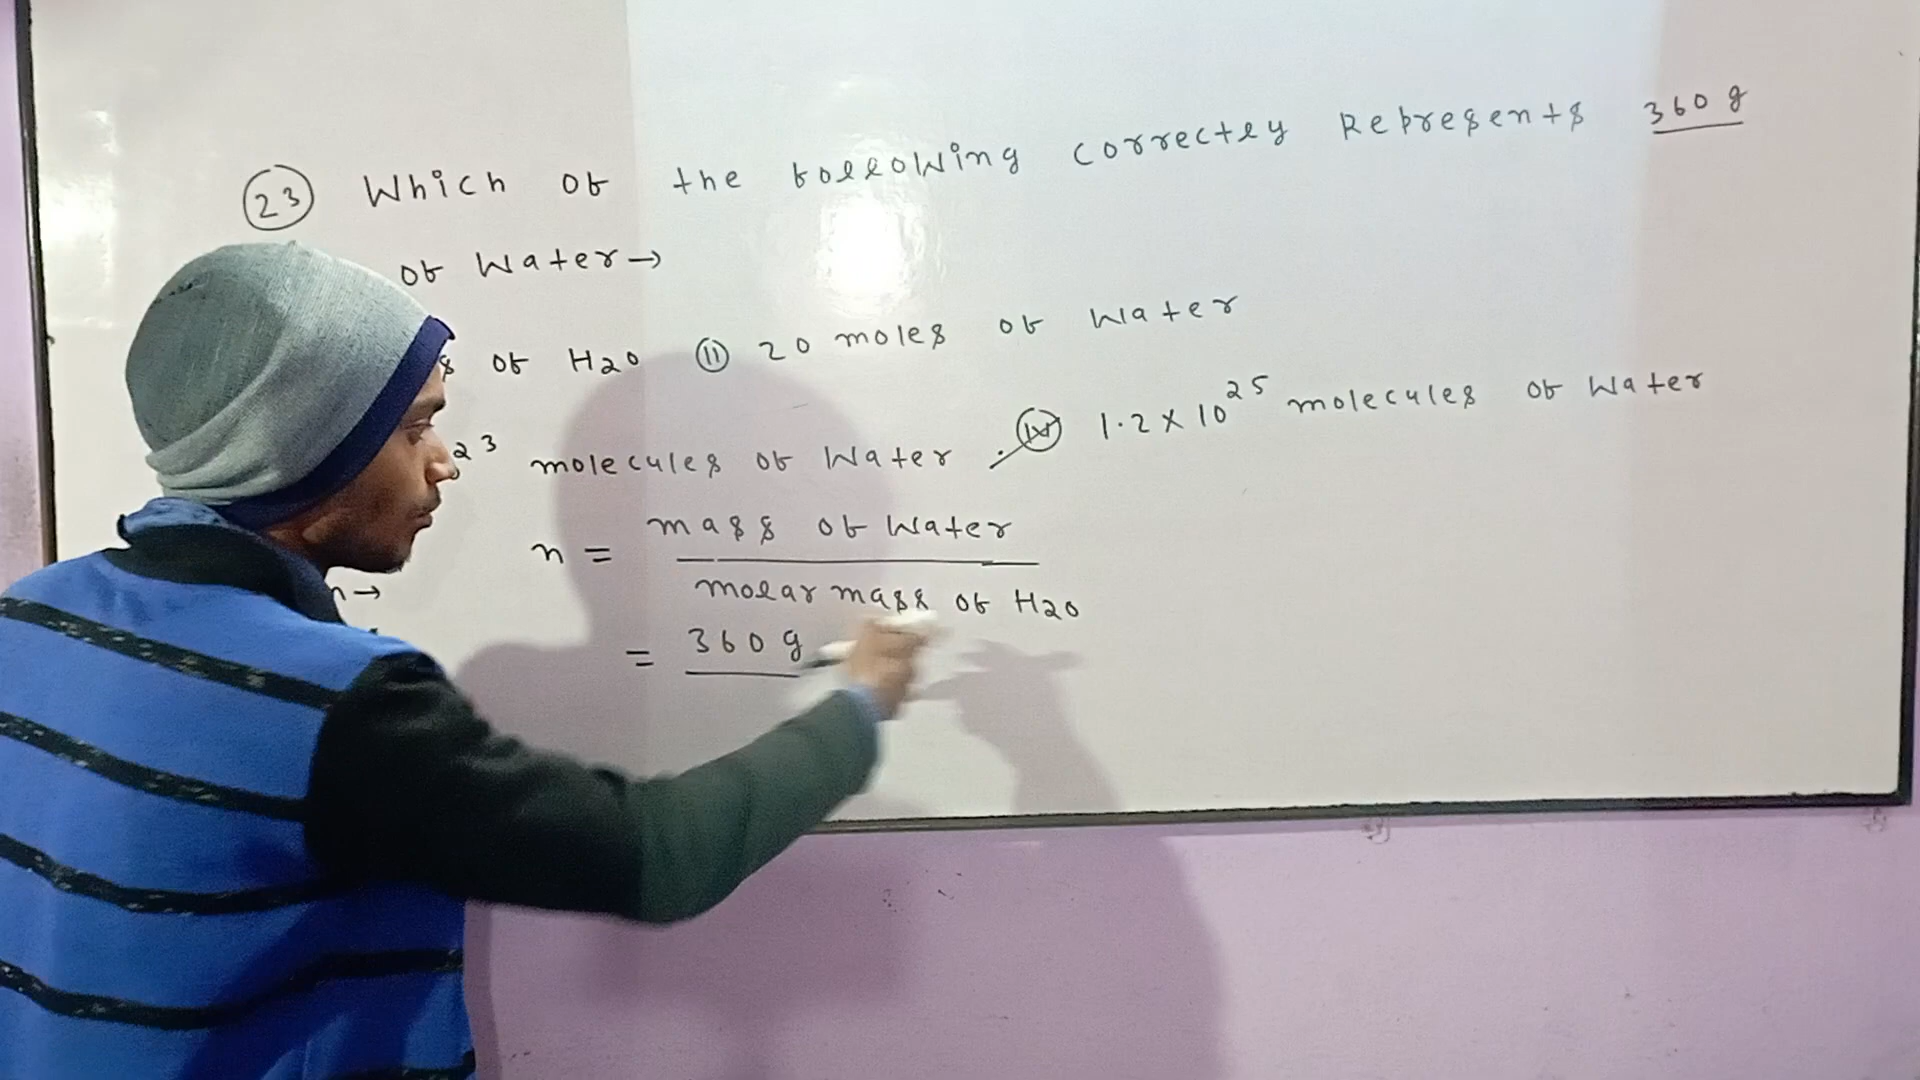 23 Which of the following correctly Represents 360 g
of Water →
of H2O (ii) 20 moles of Water
23 molecules of Water (iv) 1.2 × 10^25 molecules of Water
n = mass of Water
molar mass of H2O
= 360 g